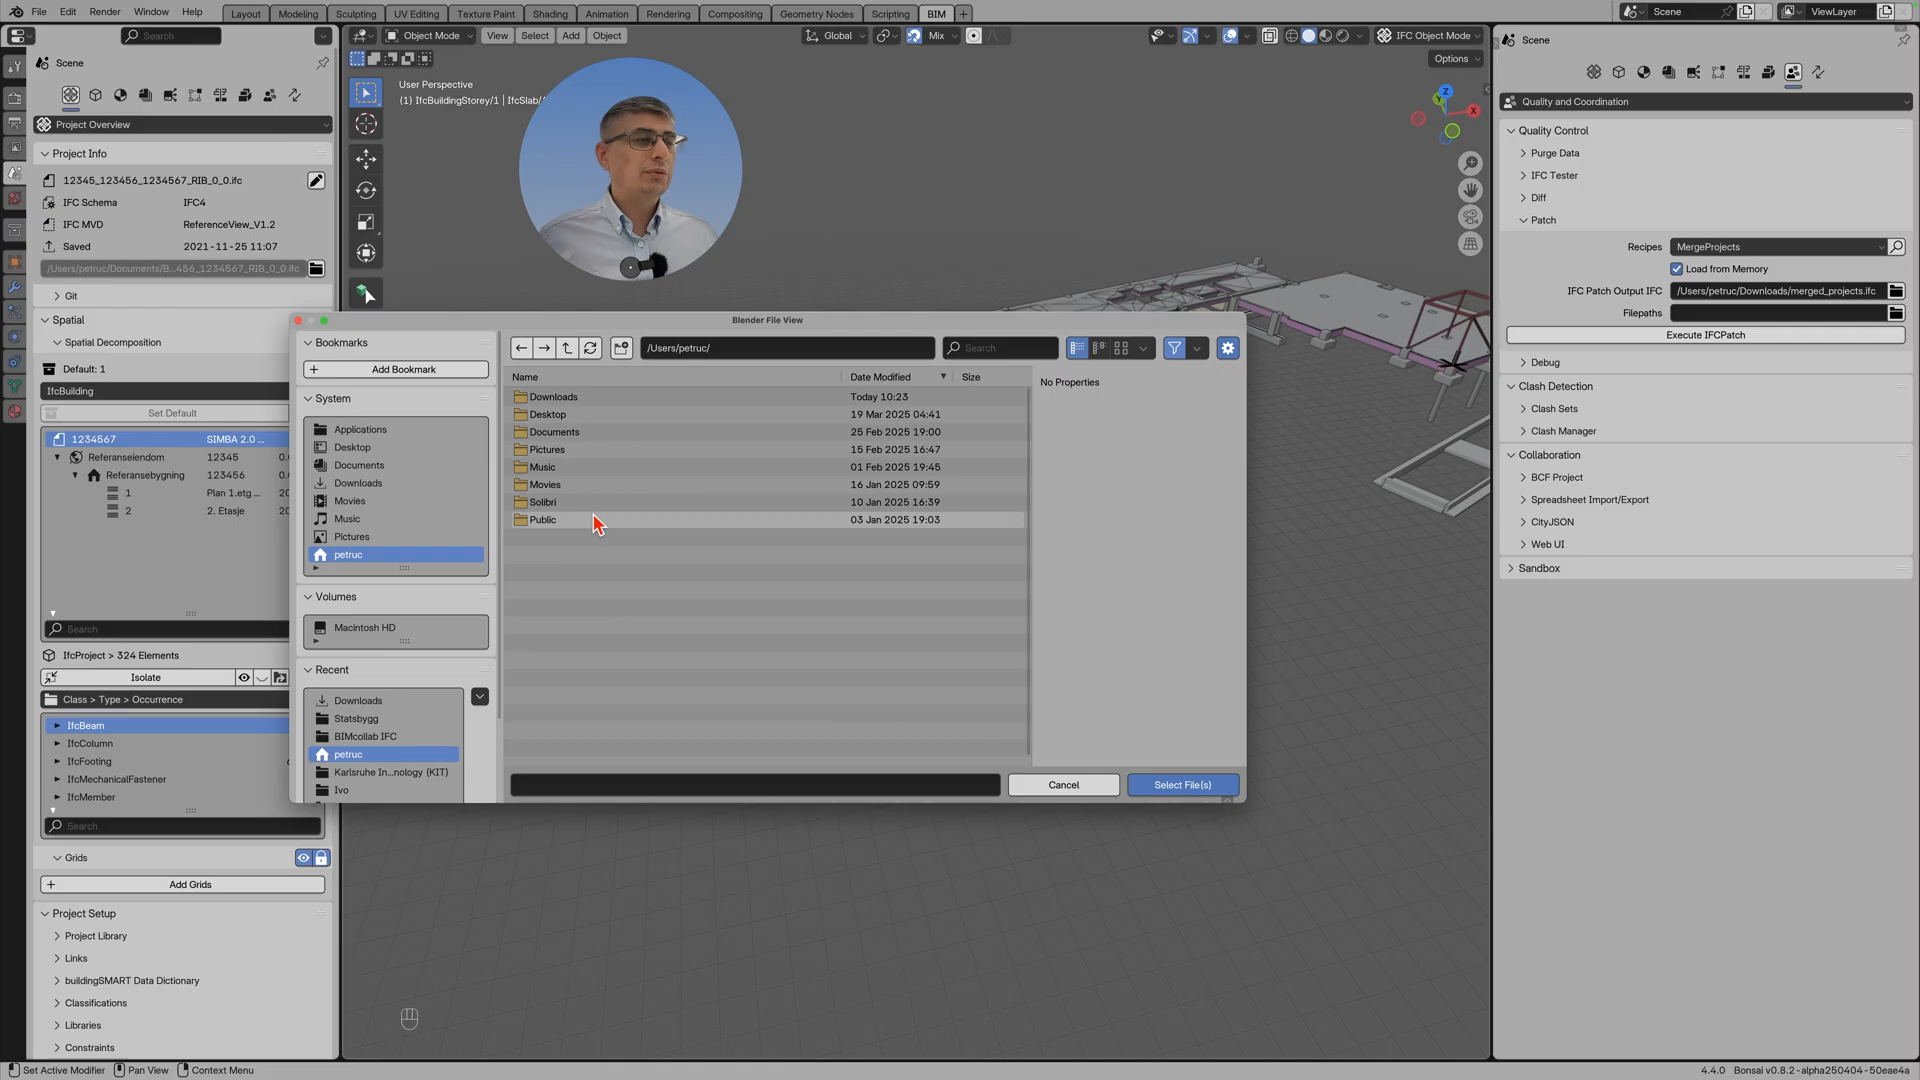 File Edit Render Window Help Layout Modeling Sculpting UV Editing Texture Paint Shading Animation Rendering Compositing Geometry Nodes Scripting BIM + Scene ViewLayer
Search
Object Mode View Select Add Object Global Mix IFC Object Mode
Scene
Options
Scene
Project Overview
Project Info
12345_123456_1234567_RIB_0_0.ifc
IFC Schema IFC4
IFC MVD ReferenceView_V1.2
Saved 2021-11-25 11:07
/Users/petruc/Documents/B...456_1234567_RIB_0_0.ifc
Git
Spatial
Spatial Decomposition
Default: 1
IfcBuilding
Set Default
1234567 SIMBA 2.0 ...
Referanseiendom 12345 0.
Referansebygning 123456 0.
1 Plan 1.etg ... 20
2 2. Etasje 20
Search
IfcProject > 324 Elements
Isolate
Class > Type > Occurrence
IfcBeam
IfcColumn
IfcFooting
IfcMechanicalFastener
IfcMember
Search
Grids
+ Add Grids
Project Setup
Project Library
Links
buildingSMART Data Dictionary
Classifications
Libraries
Constraints
User Perspective
(1) IfcBuildingStorey/1 | IfcSlab/
Z
Y
X
Blender File View
Bookmarks
+ Add Bookmark
System
Applications
Desktop
Documents
Downloads
Movies
Music
Pictures
petruc
Volumes
Macintosh HD
Recent
Downloads
Statsbygg
BIMcollab IFC
petruc
Karlsruhe In...nology (KIT)
Ivo
/Users/petruc/ Search
Name Date Modified Size
Downloads Today 10:23
Desktop 19 Mar 2025 04:41
Documents 25 Feb 2025 19:00
Pictures 15 Feb 2025 16:47
Music 01 Feb 2025 19:45
Movies 16 Jan 2025 09:59
Solibri 10 Jan 2025 16:39
Public 03 Jan 2025 19:03
No Properties
Cancel Select File(s)
Quality and Coordination
Quality Control
Purge Data
IFC Tester
Diff
Patch
Recipes MergeProjects
Load from Memory
IFC Patch Output IFC /Users/petruc/Downloads/merged_projects.ifc
Filepaths
Execute IFCPatch
Debug
Clash Detection
Clash Sets
Clash Manager
Collaboration
BCF Project
Spreadsheet Import/Export
CityJSON
Web UI
Sandbox
Set Active Modifier Pan View Context Menu 4.4.0 Bonsai v0.8.2-alpha250404-50eae4a